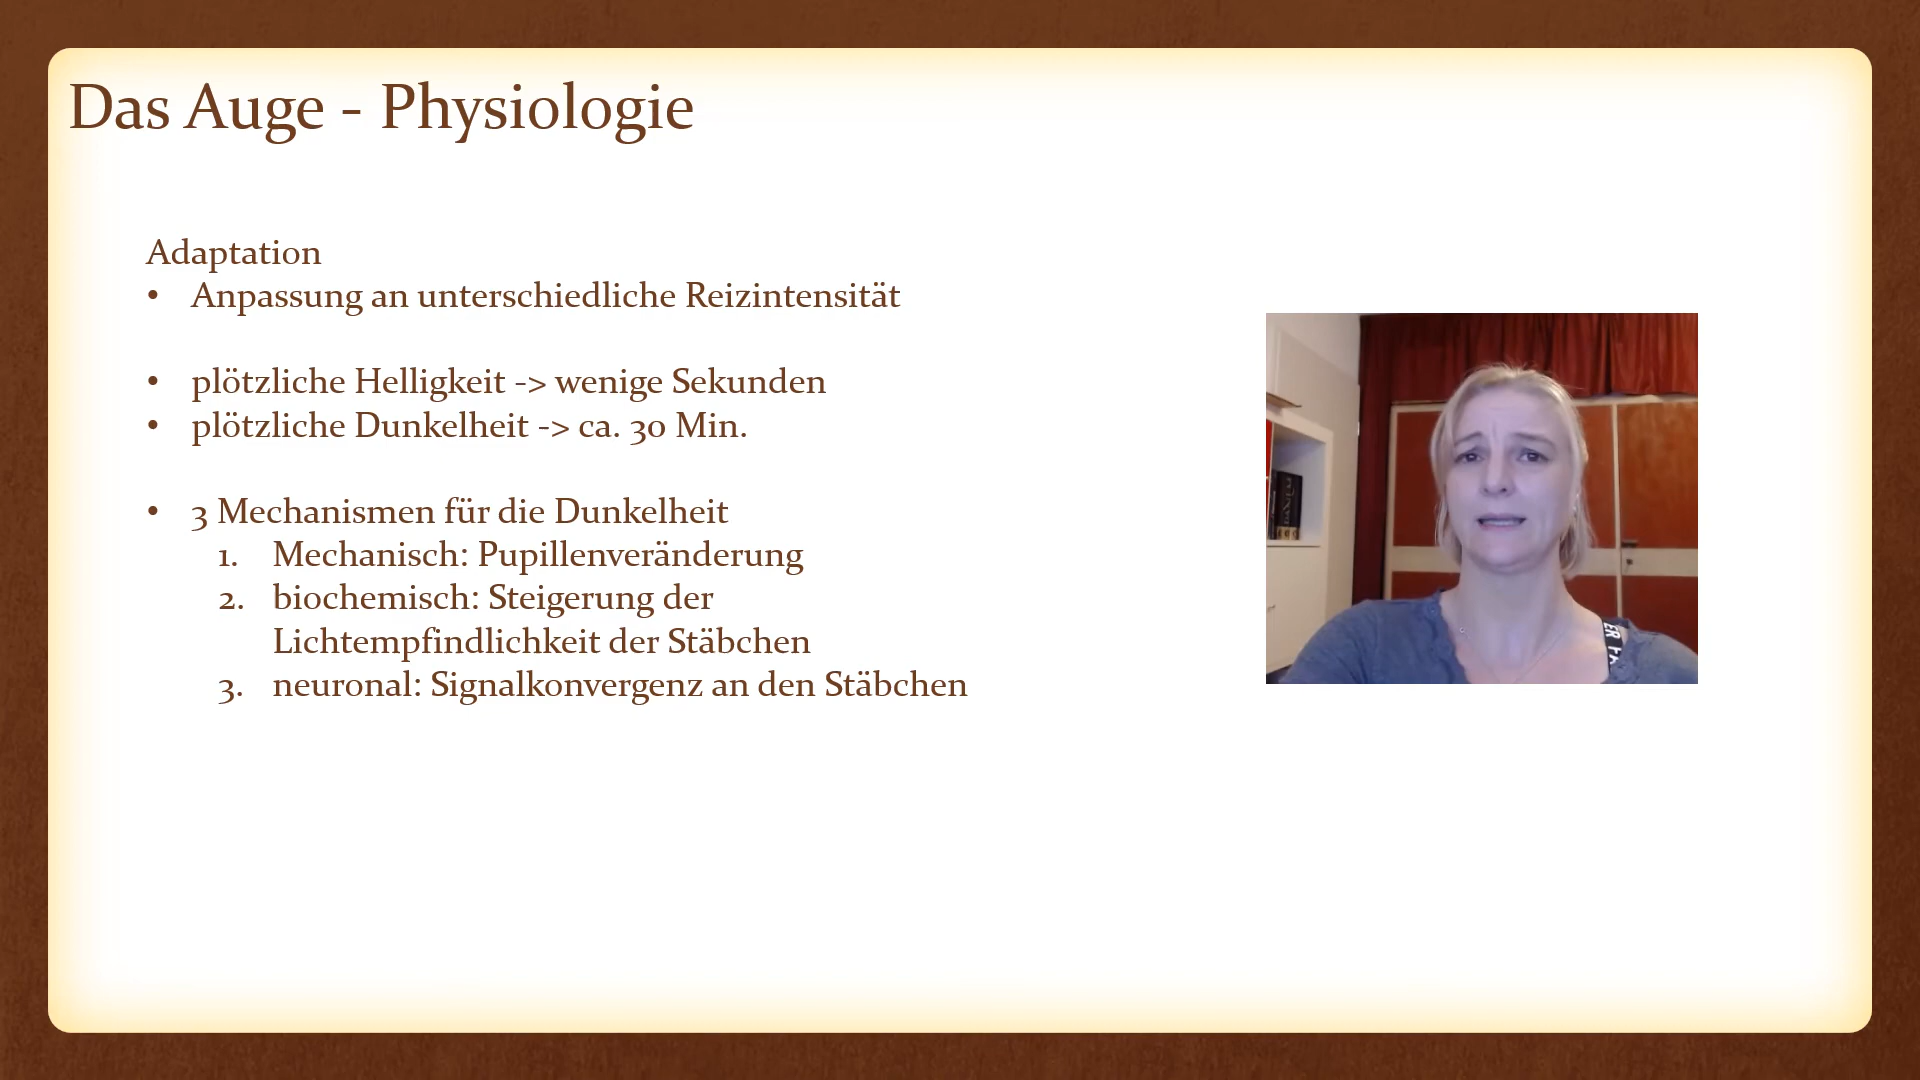 Das Auge - Physiologie
Adaptation
• Anpassung an unterschiedliche Reizintensität
• plötzliche Helligkeit -> wenige Sekunden
• plötzliche Dunkelheit -> ca. 30 Min.
• 3 Mechanismen für die Dunkelheit
1. Mechanisch: Pupillenveränderung
2. biochemisch: Steigerung der
Lichtempfindlichkeit der Stäbchen
3. neuronal: Signalkonvergenz an den Stäbchen